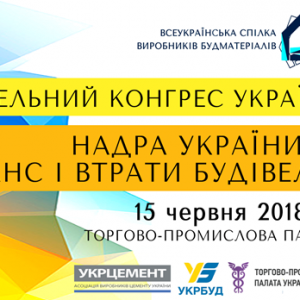 ВСЕУКРАЇНСЬКА СПІЛКА
ВИРОБНИКІВ БУДМАТЕРІАЛІВ
ЕЛЬНИЙ КОНГРЕС УКРА
НАДРА УКРАЇНИ
АНС І ВТРАТИ БУДІВЕЛ
15 червня 2018
ТОРГОВО-ПРОМИСЛОВА ПА
УКРЦЕМЕНТ
АСОЦІАЦІЯ ВИРОБНИКІВ ЦЕМЕНТУ УКРАЇНИ
УКРБУД
ТОРГОВО-ПРО
ПАЛАТА УКРА